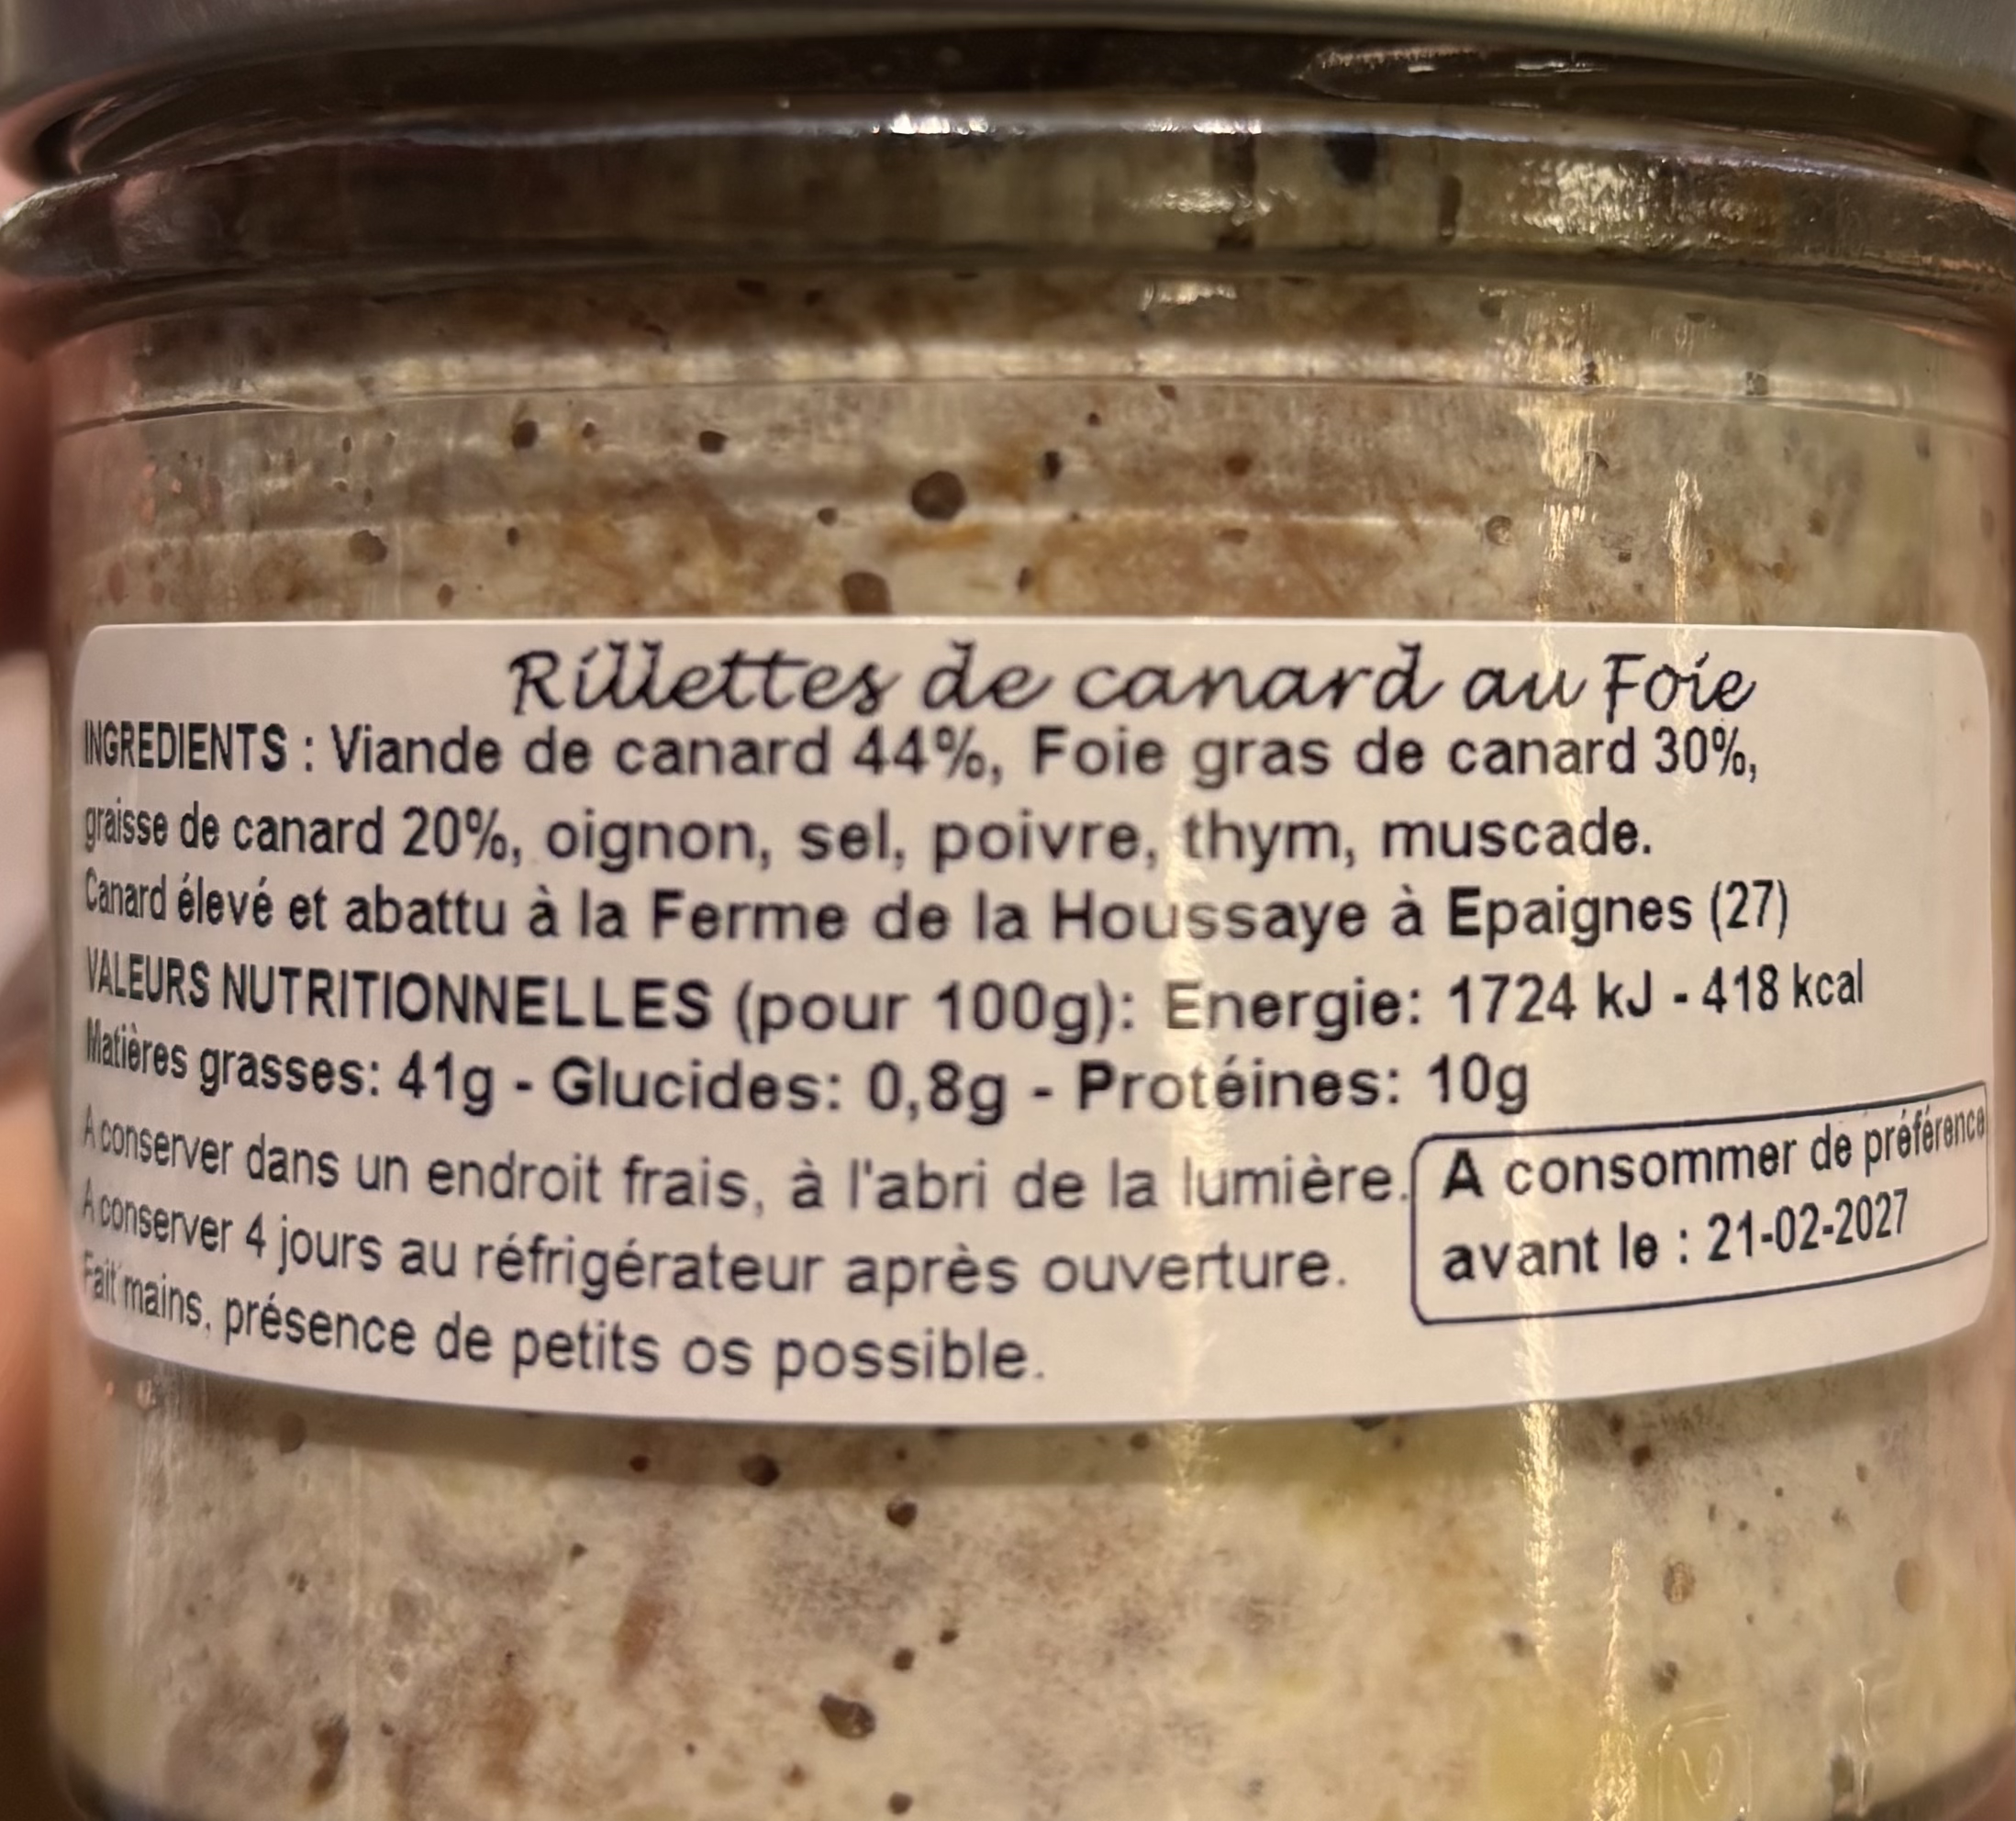 Rillettes de canard au Foie
INGREDIENTS : Viande de canard 44%, Foie gras de canard 30%,
graisse de canard 20%, oignon, sel, poivre, thym, muscade.
Canard élevé et abattu à la Ferme de la Houssaye à Epaignes (27)
VALEURS NUTRITIONNELLES (pour 100g): Energie: 1724 kJ - 418 kcal
Matières grasses: 41g - Glucides: 0,8g - Protéines: 10g
A conserver dans un endroit frais, à l'abri de la lumière.
A conserver 4 jours au réfrigérateur après ouverture.
Fait mains, présence de petits os possible.
A consommer de préférence
avant le : 21-02-2027